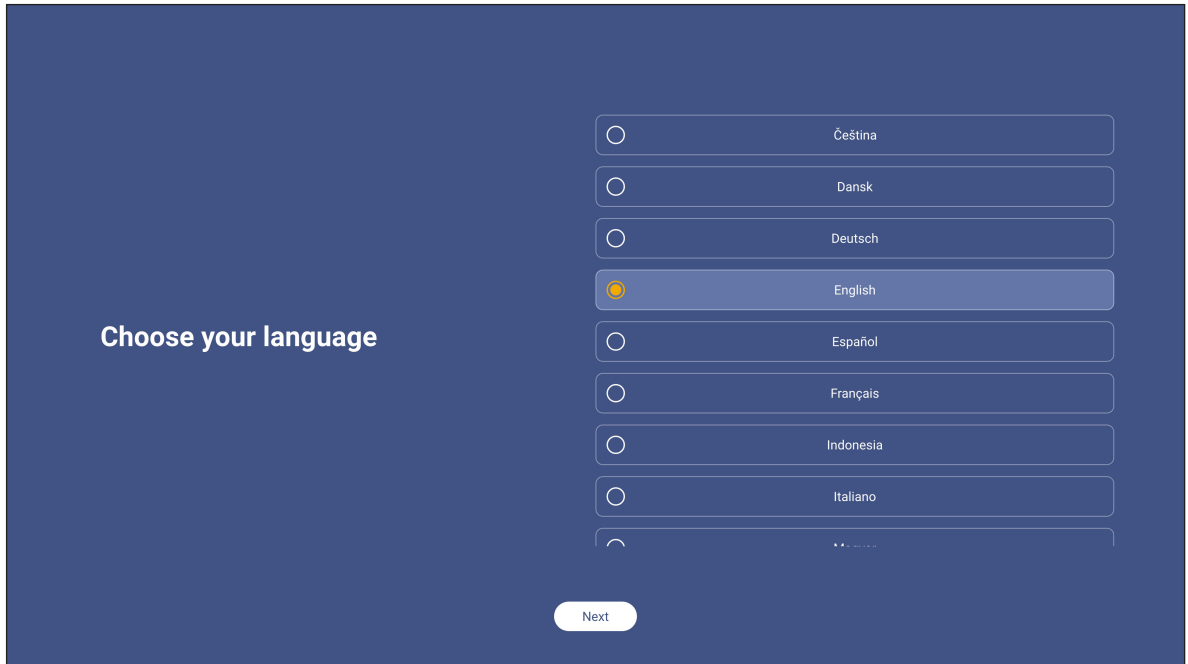 Choose your language
Čeština
Dansk
Deutsch
English
Español
Français
Indonesia
Italiano
Next